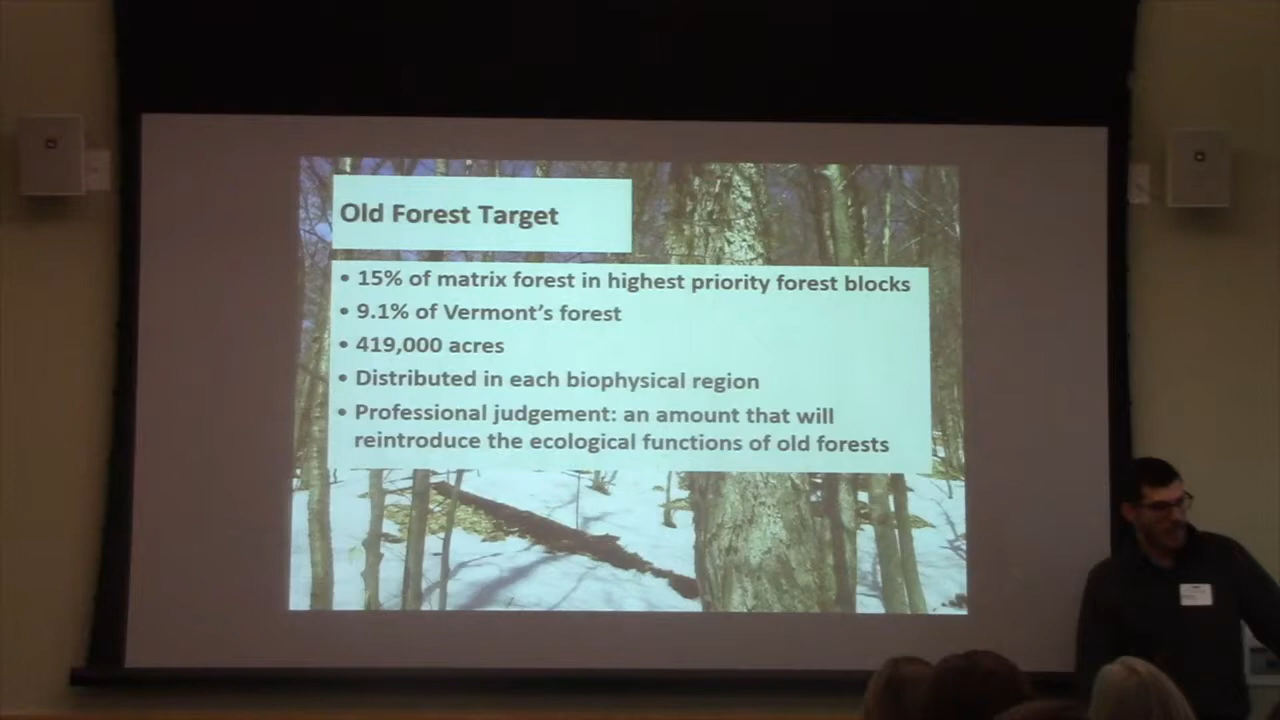 Old Forest Target
• 15% of matrix forest in highest priority forest blocks
• 9.1% of Vermont's forest
• 419,000 acres
• Distributed in each biophysical region
• Professional judgement: an amount that will
reintroduce the ecological functions of old forests